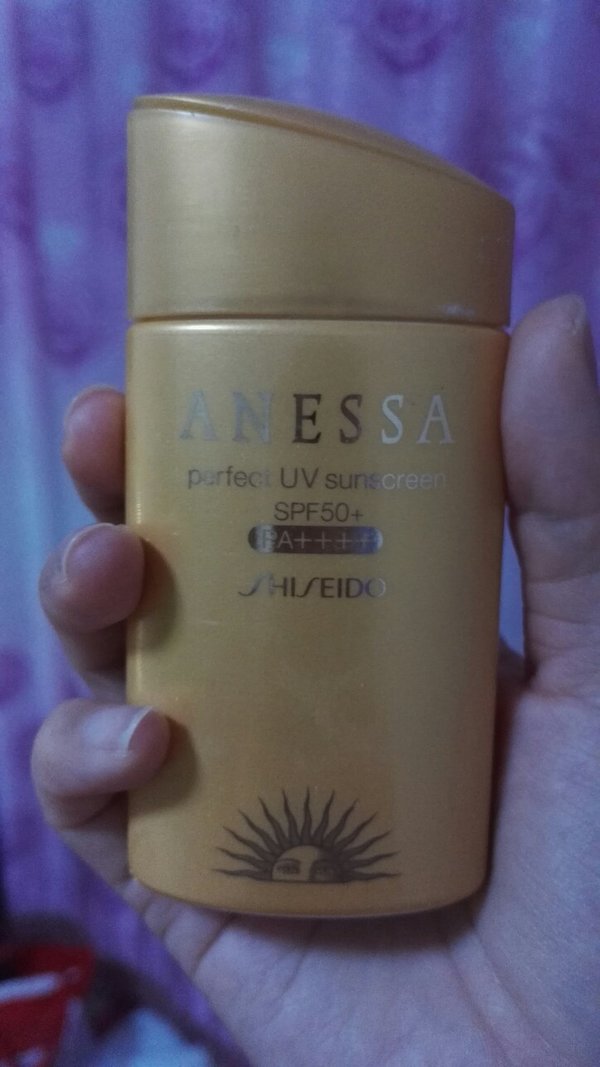 ANESSA
perfect UV sunscreen
SPF50+
PA++++
SHISEIDO